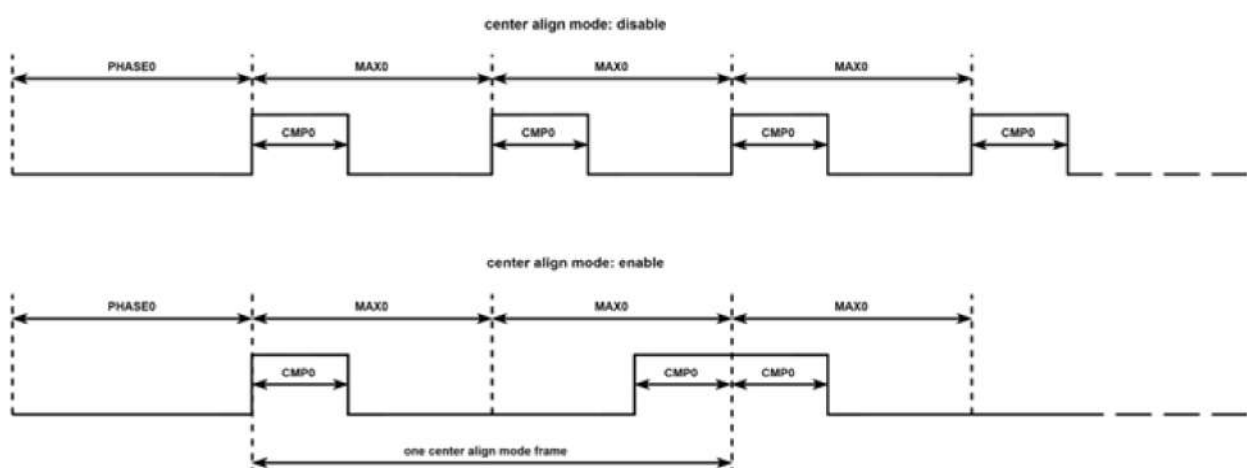 center align mode: disable
PHASE0 MAX0 MAX0 MAX0
CMP0 CMP0 CMP0 CMP0
center align mode: enable
PHASE0 MAX0 MAX0 MAX0
CMP0 CMP0 CMP0
one center align mode frame